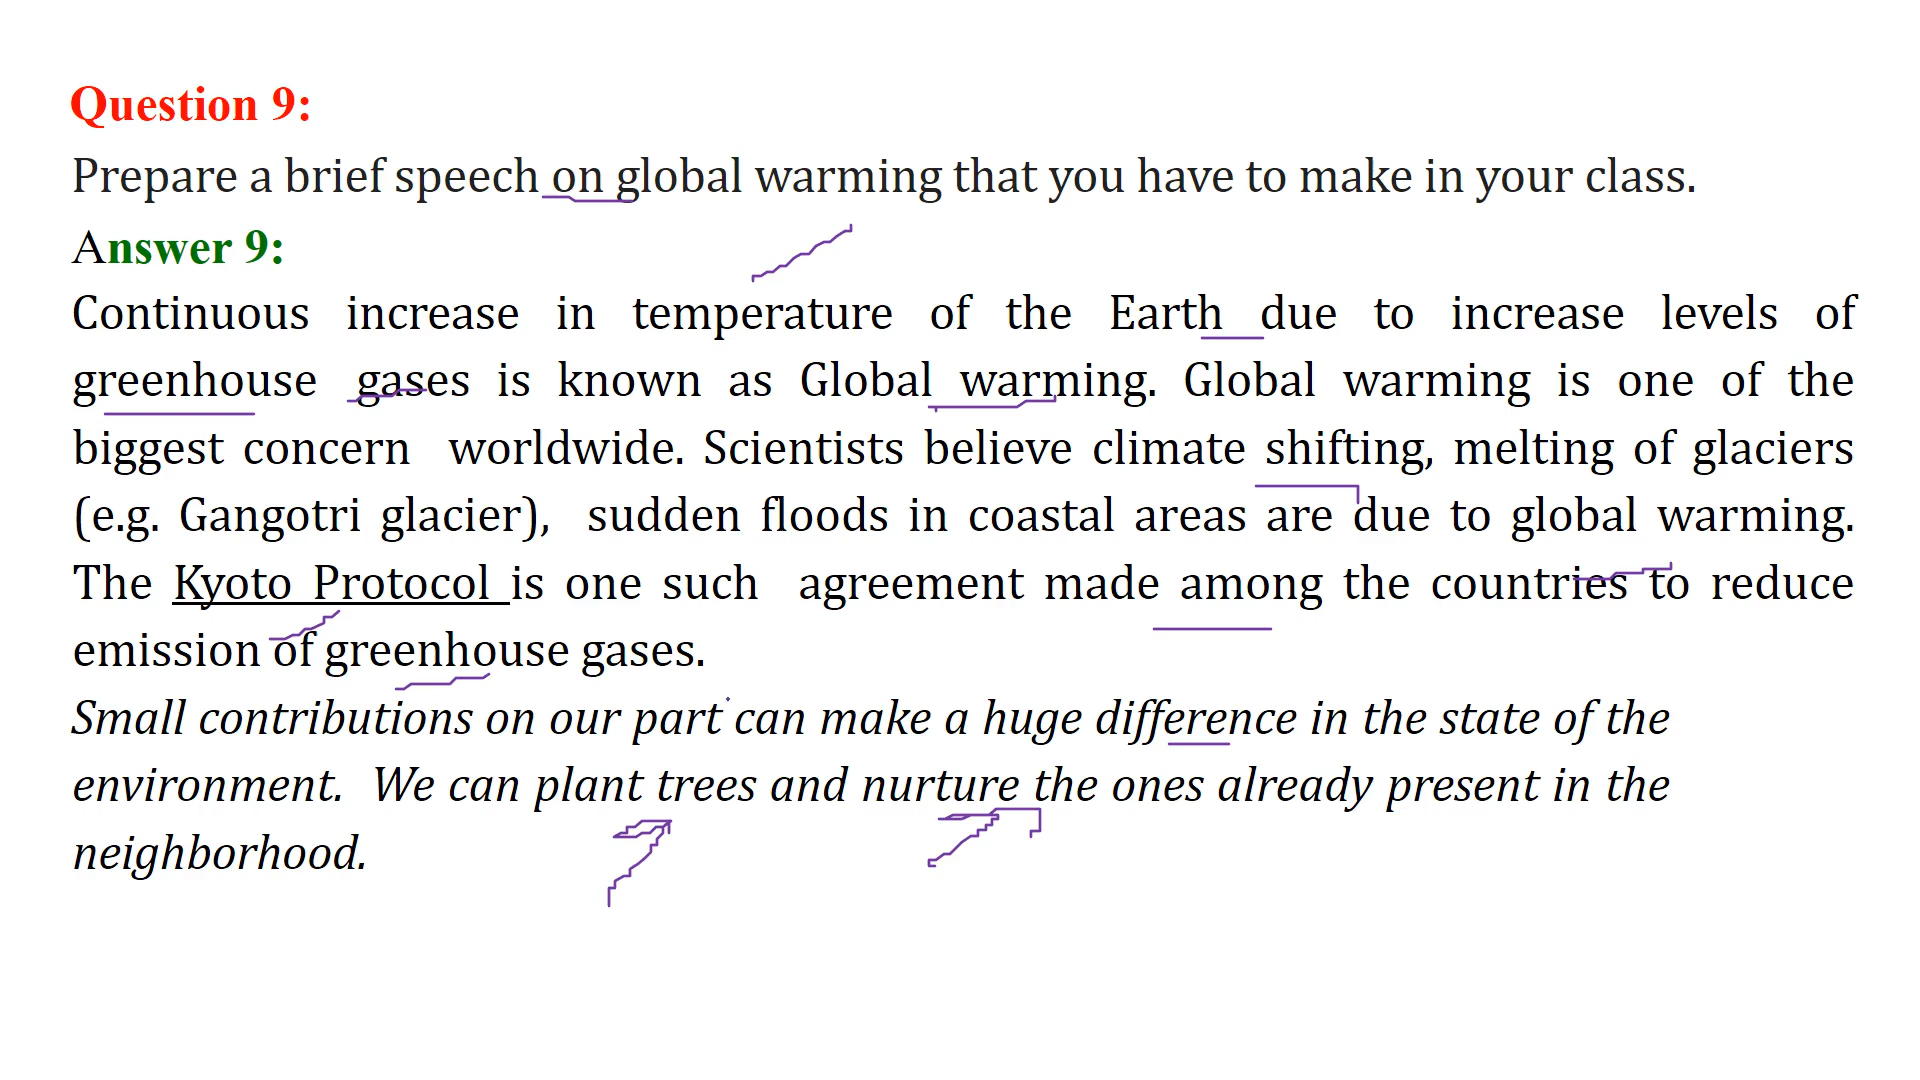 Question 9:
Prepare a brief speech on global warming that you have to make in your class.
Answer 9:
Continuous increase in temperature of the Earth due to increase levels of
greenhouse gases is known as Global warming. Global warming is one of the
biggest concern worldwide. Scientists believe climate shifting, melting of glaciers
(e.g. Gangotri glacier), sudden floods in coastal areas are due to global warming.
The Kyoto Protocol is one such agreement made among the countries to reduce
emission of greenhouse gases.
Small contributions on our part can make a huge difference in the state of the
environment. We can plant trees and nurture the ones already present in the
neighborhood.